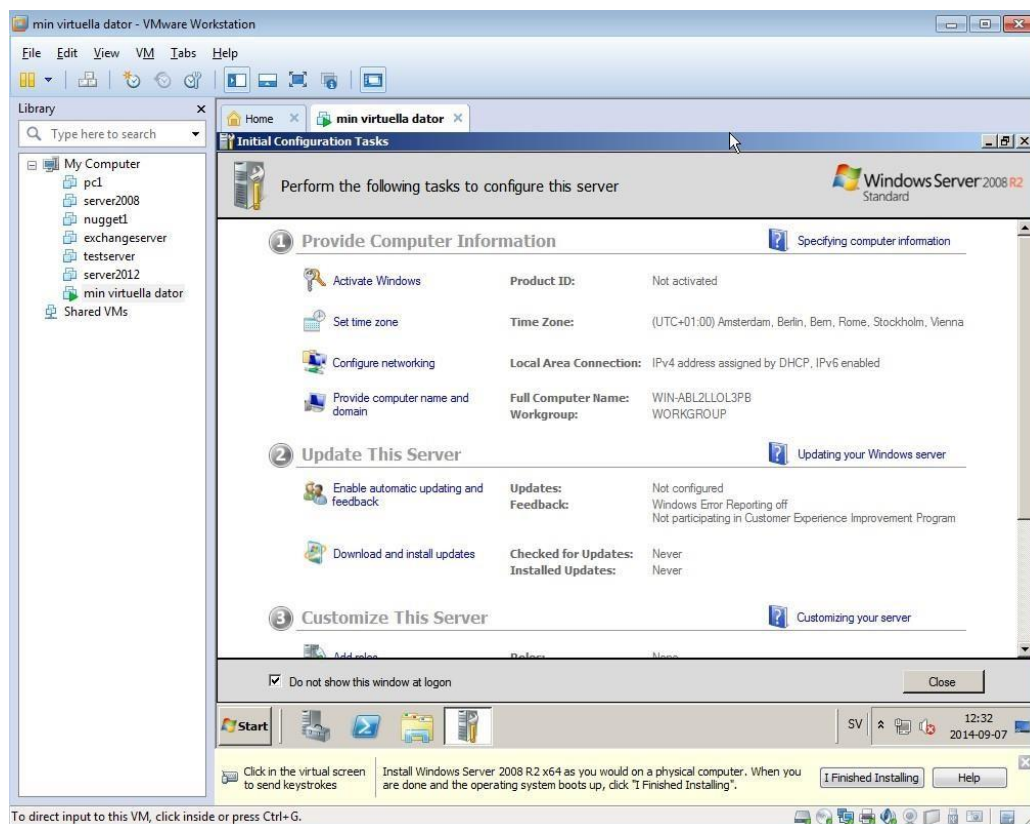 min virtuella dator - VMware Workstation
File Edit View VM Tabs Help
Library x
Type here to search
My Computer
pc1
server2008
nugget1
exchangeserver
testserver
server2012
min virtuella dator
Shared VMs
Home × min virtuella dator ×
Initial Configuration Tasks
Perform the following tasks to configure this server
Windows Server 2008 R2
Standard
1 Provide Computer Information Specifying computer information
Activate Windows Product ID: Not activated
Set time zone Time Zone: (UTC+01:00) Amsterdam, Berlin, Bern, Rome, Stockholm, Vienna
Configure networking Local Area Connection: IPv4 address assigned by DHCP, IPv6 enabled
Provide computer name and Full Computer Name: WIN-ABL2LLOL3PB
domain Workgroup: WORKGROUP
2 Update This Server Updating your Windows server
Enable automatic updating and Updates: Not configured
feedback Feedback: Windows Error Reporting off
Not participating in Customer Experience Improvement Program
Download and install updates Checked for Updates: Never
Installed Updates: Never
3 Customize This Server Customizing your server
Add roles Roles: None
Do not show this window at logon Close
Start SV 12:32
2014-09-07
Click in the virtual screen Install Windows Server 2008 R2 x64 as you would on a physical computer. When you I Finished Installing Help
to send keystrokes are done and the operating system boots up, click "I Finished Installing".
To direct input to this VM, click inside or press Ctrl+G.